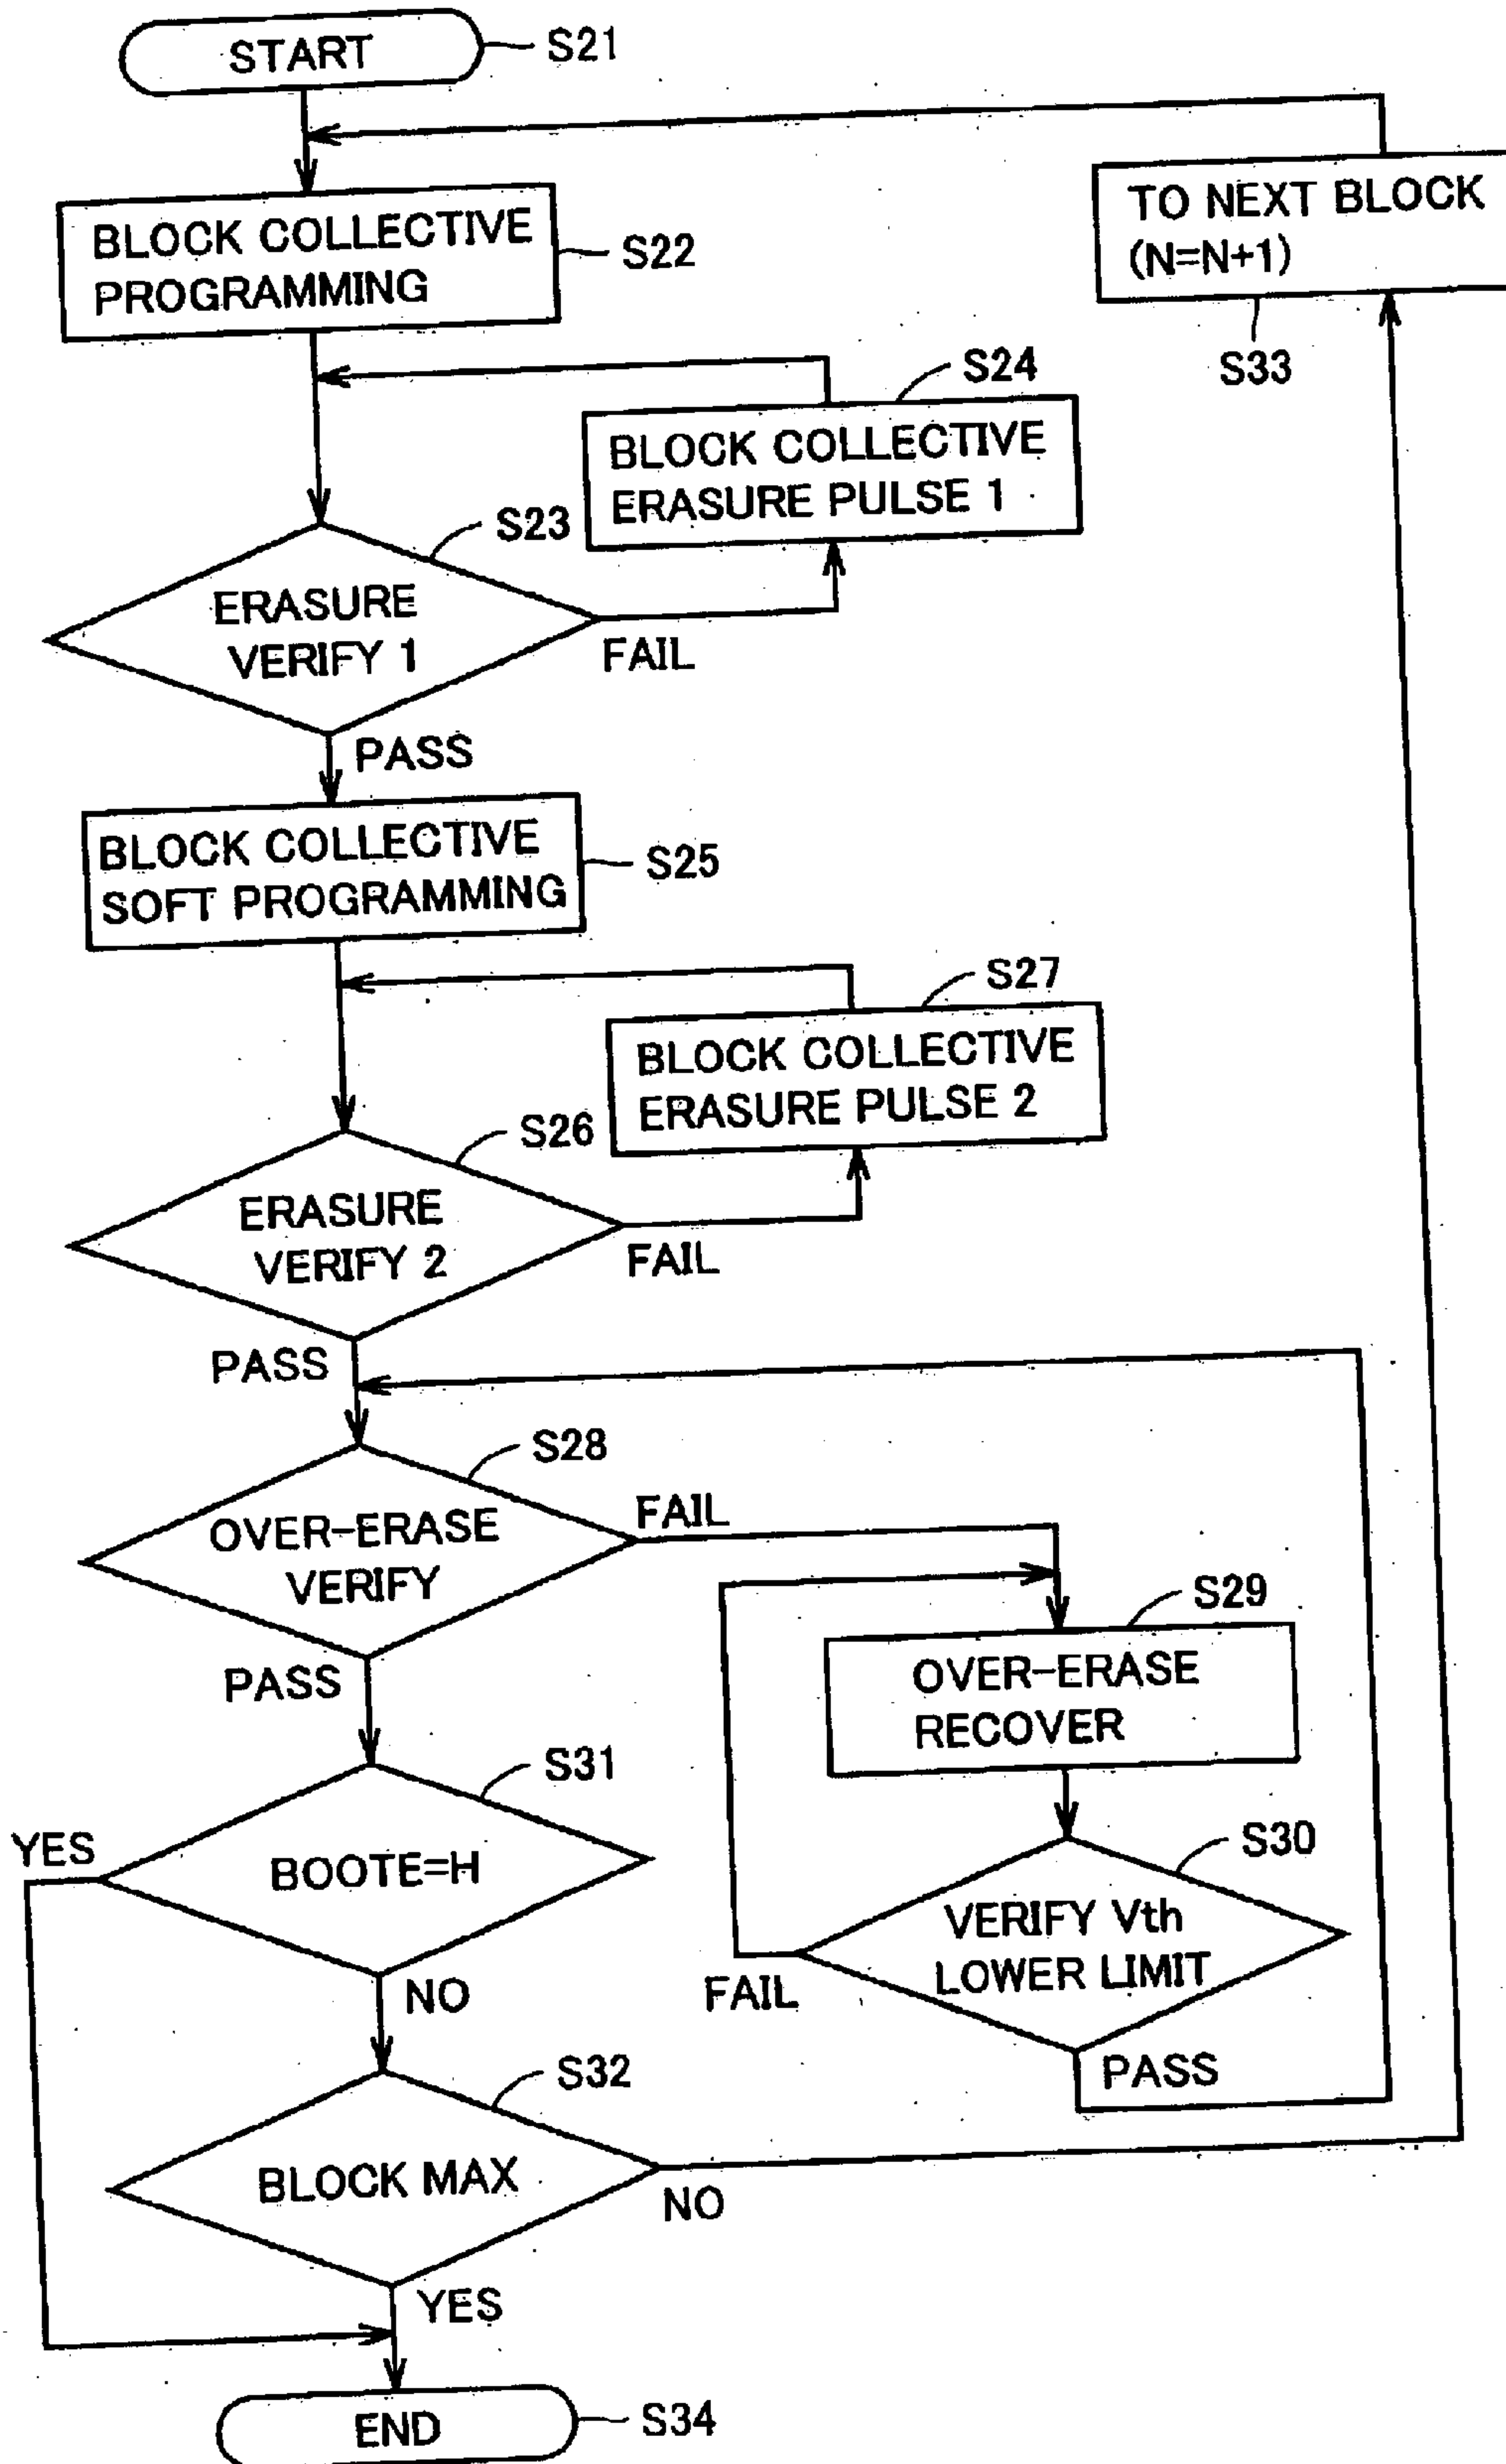 START
S21
TO NEXT BLOCK
(N=N+1)
S33
BLOCK COLLECTIVE
PROGRAMMING
S22
S24
BLOCK COLLECTIVE
ERASURE PULSE 1
S23
ERASURE
VERIFY 1
FAIL
PASS
BLOCK COLLECTIVE
SOFT PROGRAMMING
S25
S27
BLOCK COLLECTIVE
ERASURE PULSE 2
S26
ERASURE
VERIFY 2
FAIL
PASS
S28
OVER-ERASE
VERIFY
FAIL
PASS
S29
OVER-ERASE
RECOVER
S31
YES
BOOTE=H
NO
S30
VERIFY Vth
LOWER LIMIT
FAIL
PASS
S32
BLOCK MAX
NO
YES
END
S34